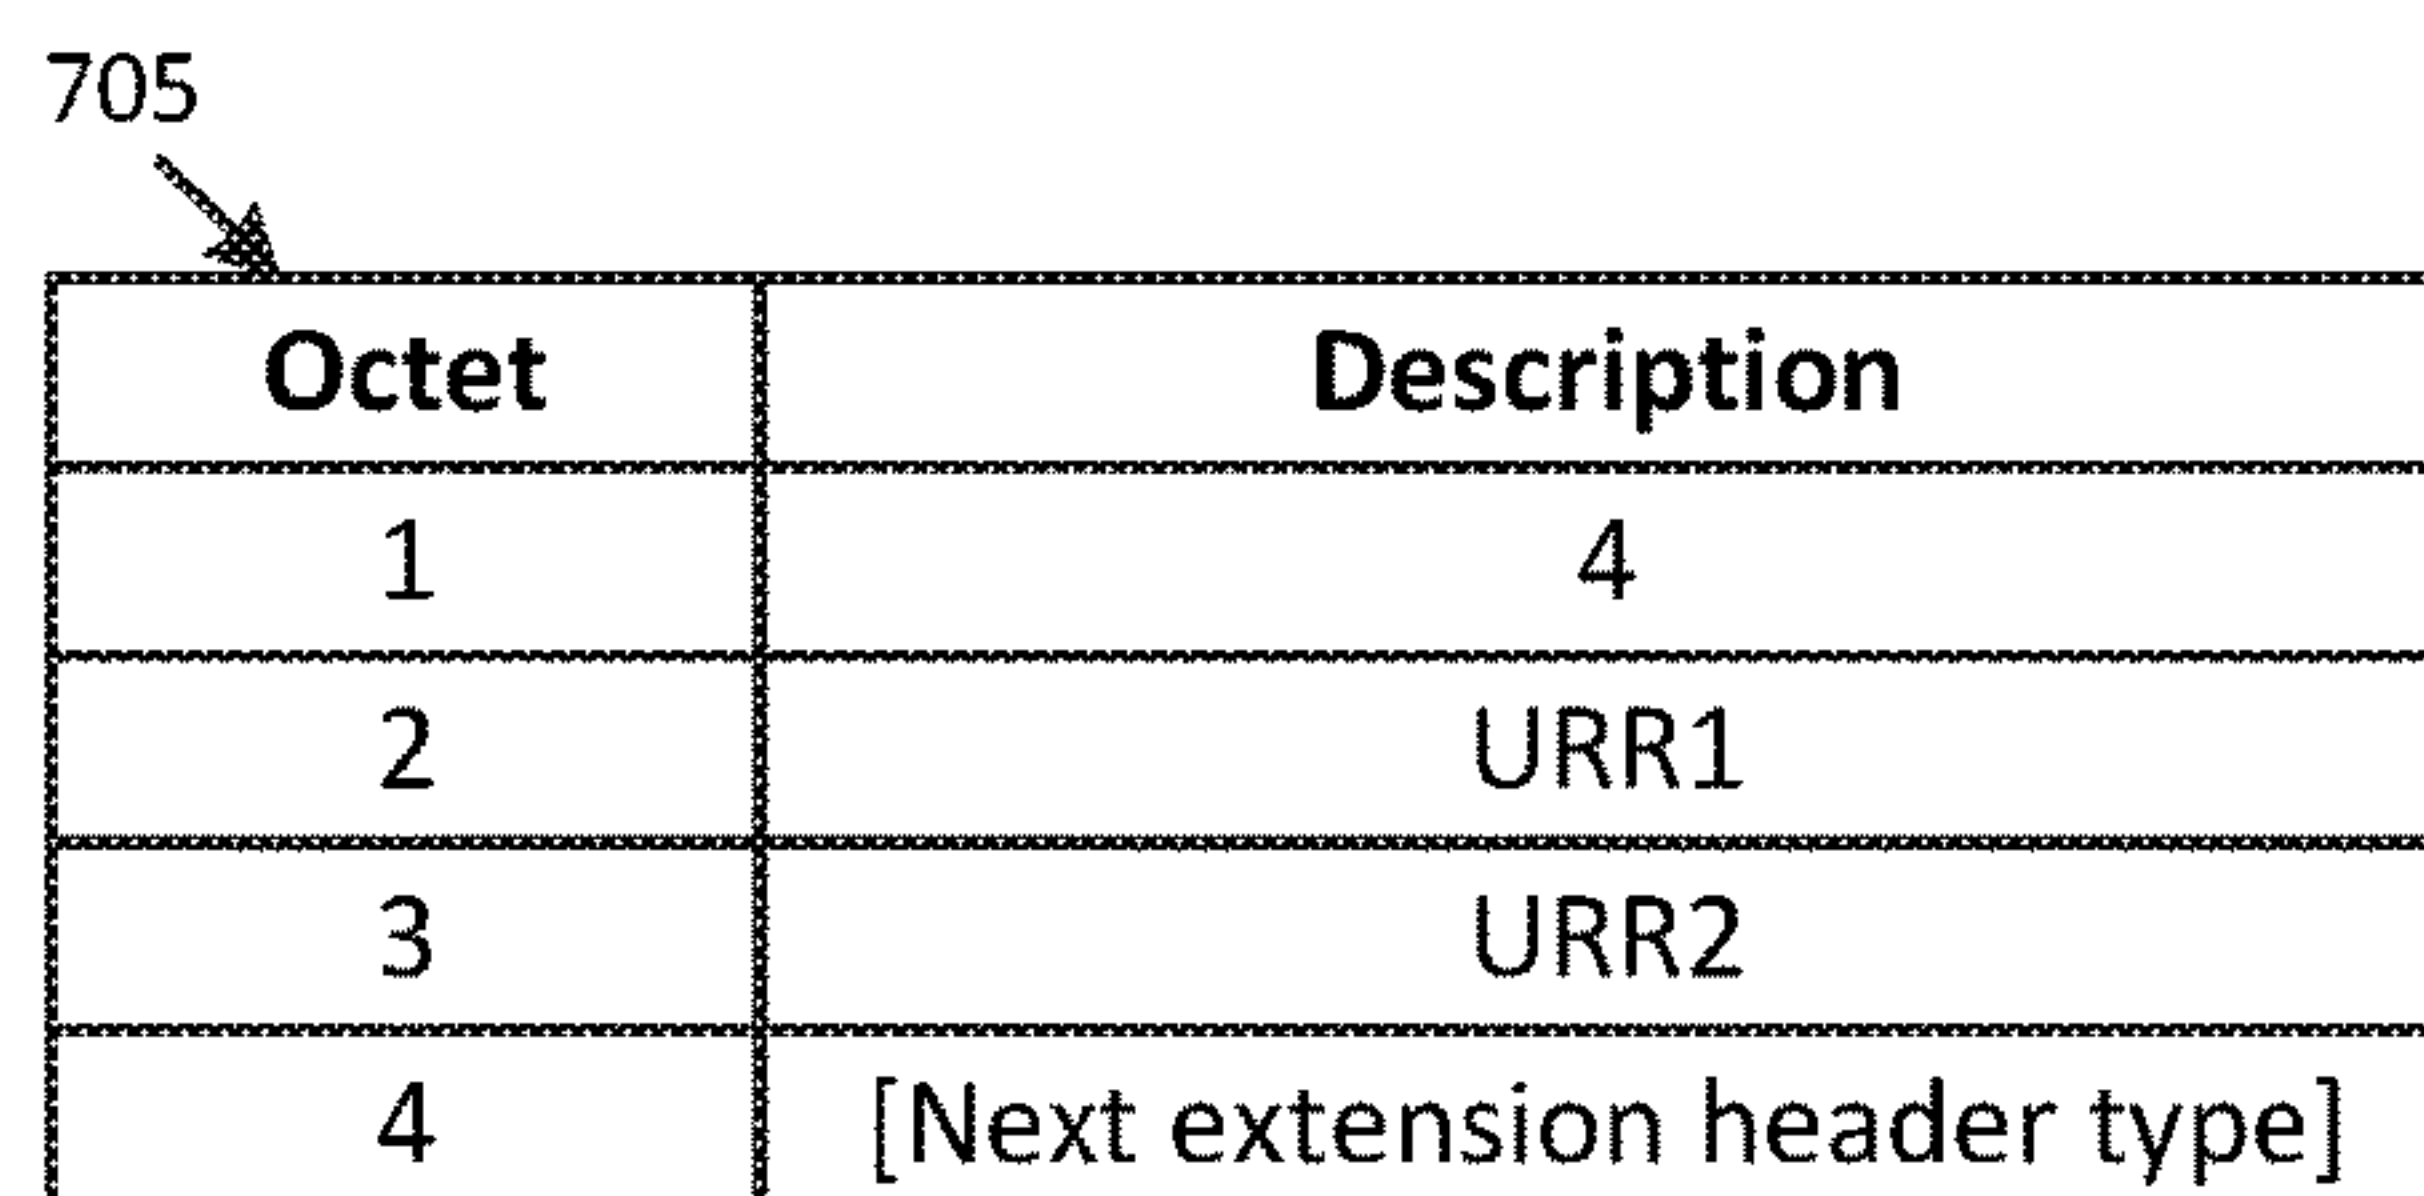 705
Octet Description
1 4
2 URR1
3 URR2
4 [Next extension header type]